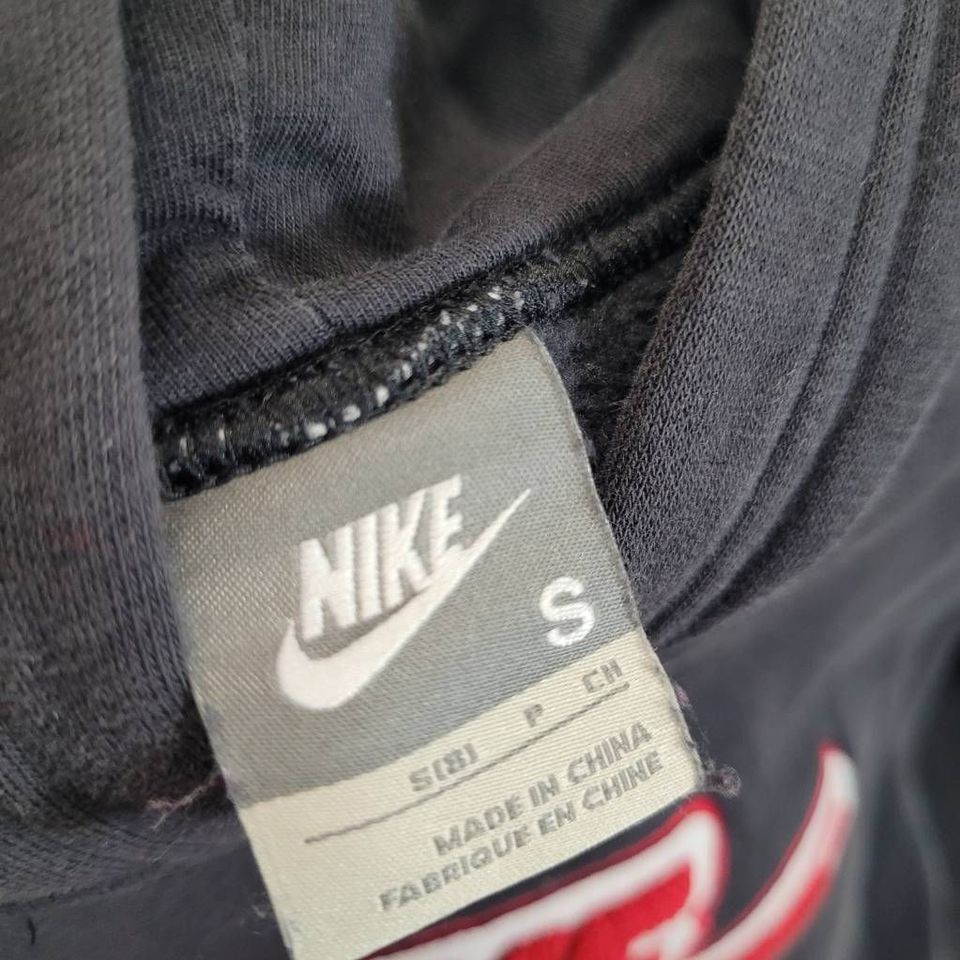 NIKE
S
S(8) P CH
MADE IN CHINA
FABRIQUE EN CHINE